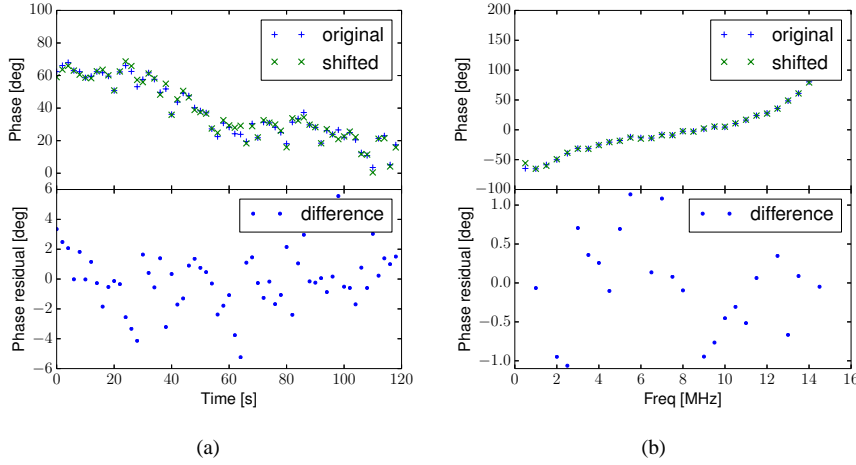 100
80
60
40
20
0
Phase [deg]
original
shifted
6
4
2
0
−2
−4
−6
Phase residual [deg]
difference
0 20 40 60 80 100 120
Time [s]
(a)
200
150
100
50
0
−50
−100
Phase [deg]
original
shifted
1.0
0.5
0.0
−0.5
−1.0
Phase residual [deg]
difference
0 2 4 6 8 10 12 14 16
Freq [MHz]
(b)